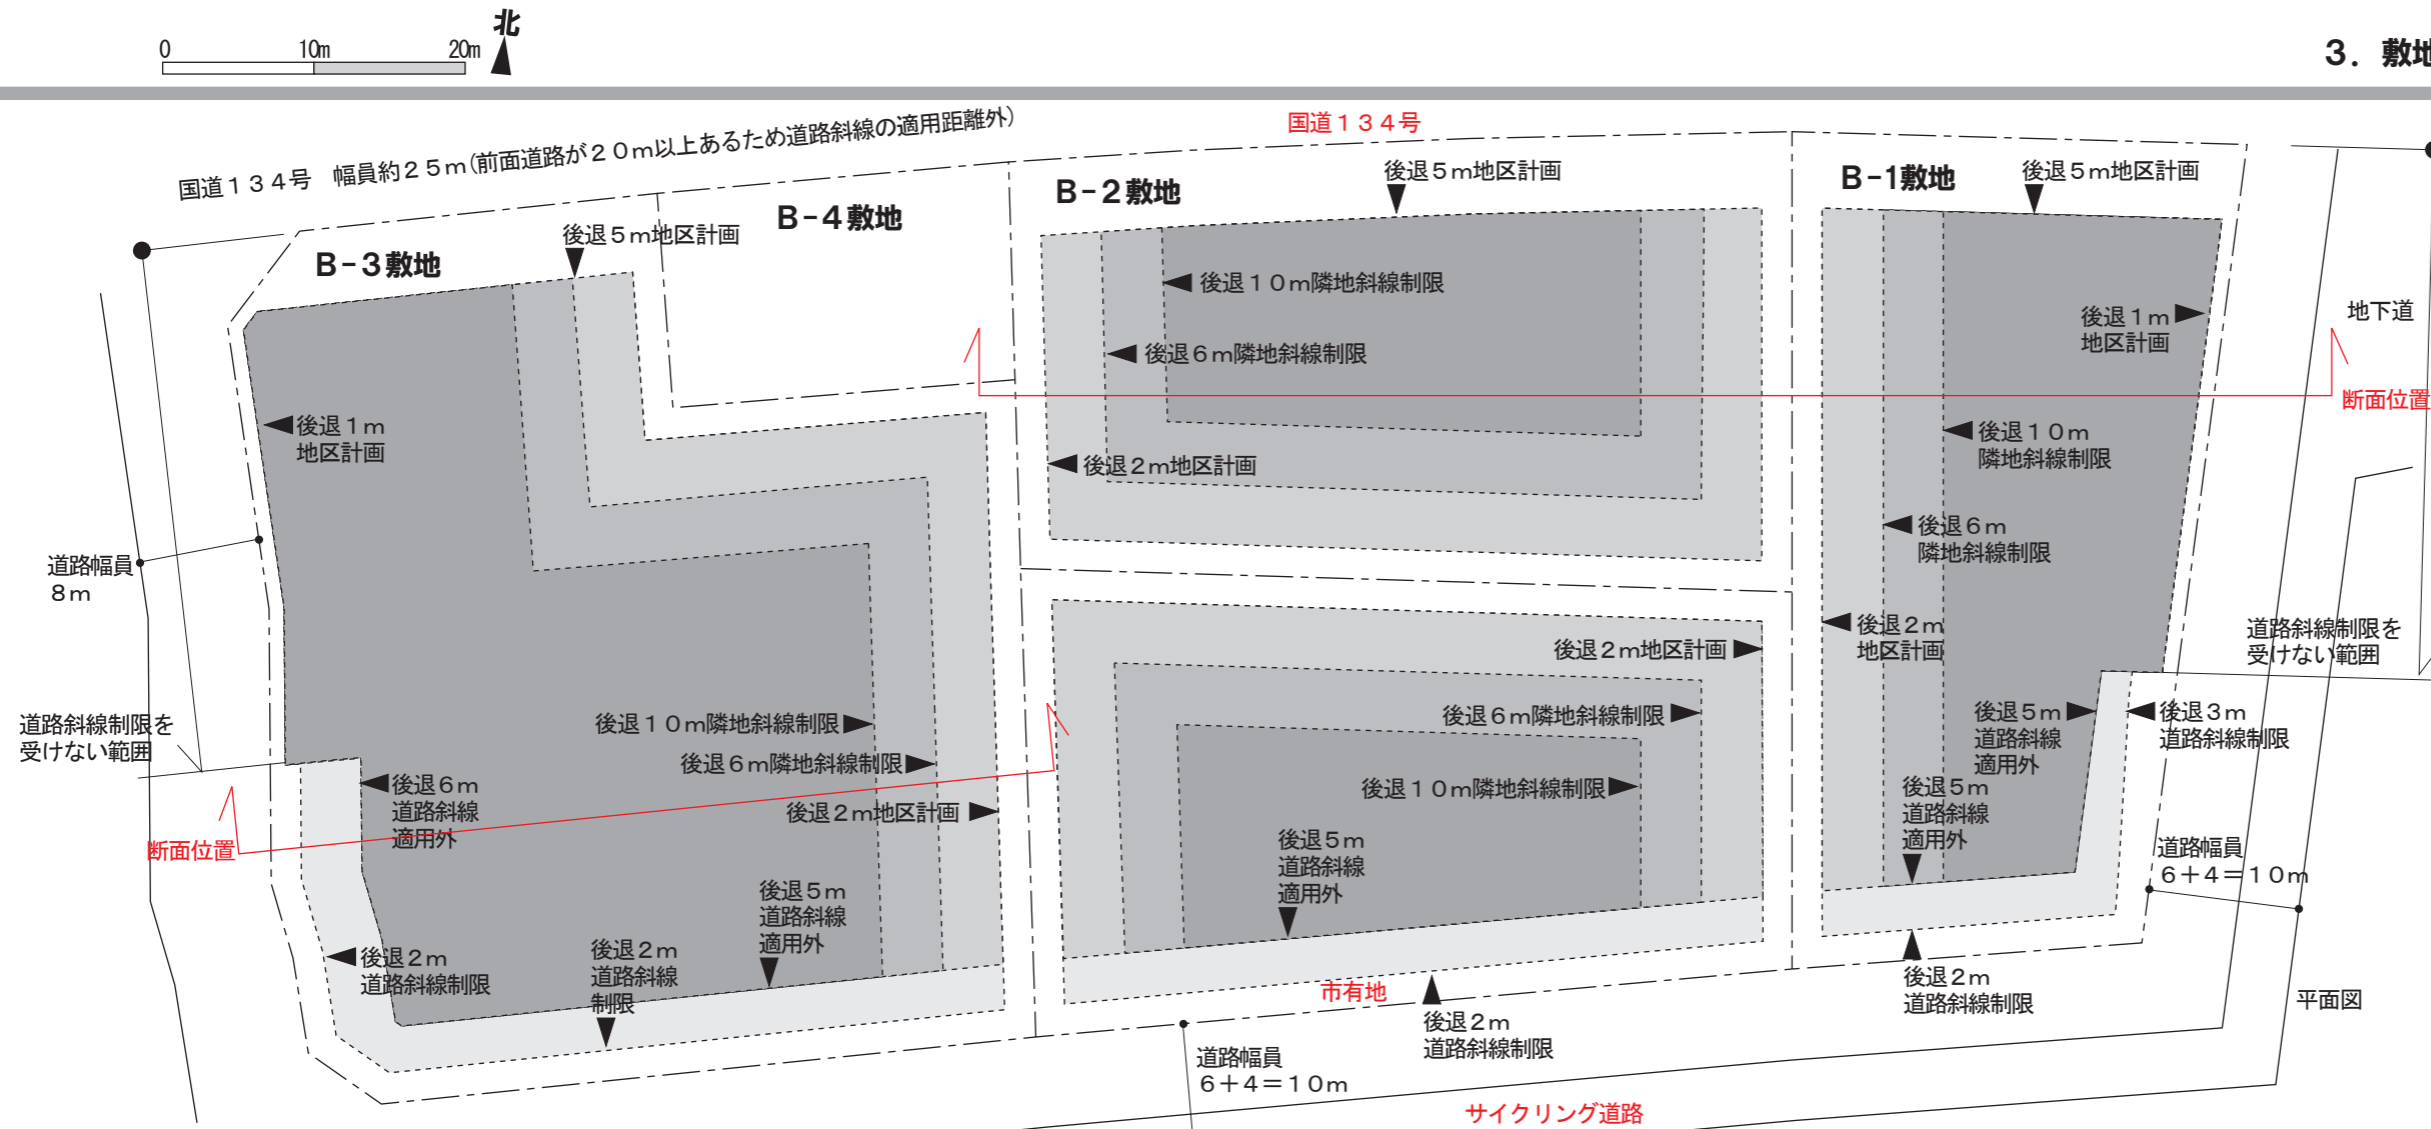 0 10m 20m
北
3．敷地
国道１３４号　幅員約２５ｍ（前面道路が２０ｍ以上あるため道路斜線の適用距離外）
国道１３４号
B-3敷地
後退５ｍ地区計画
B-4敷地
B-2敷地
後退５ｍ地区計画
B-1敷地
後退５ｍ地区計画
後退１０ｍ隣地斜線制限
後退６ｍ隣地斜線制限
後退２ｍ地区計画
後退１ｍ
地区計画
地下道
断面位置
後退１ｍ
地区計画
後退１０ｍ
隣地斜線制限
後退６ｍ
隣地斜線制限
道路幅員
８ｍ
後退２ｍ
地区計画
道路斜線制限を
受けない範囲
後退２ｍ地区計画
後退６ｍ隣地斜線制限
後退１０ｍ隣地斜線制限
道路斜線制限を
受けない範囲
後退１０ｍ隣地斜線制限
後退６ｍ隣地斜線制限
後退２ｍ地区計画
後退６ｍ
道路斜線
適用外
断面位置
後退５ｍ
道路斜線
適用外
後退３ｍ
道路斜線制限
後退５ｍ
道路斜線
適用外
後退５ｍ
道路斜線
適用外
道路幅員
６＋４＝１０ｍ
後退５ｍ
道路斜線
適用外
後退２ｍ
道路斜線制限
後退２ｍ
道路斜線
制限
市有地
後退２ｍ
道路斜線制限
後退２ｍ
道路斜線制限
平面図
道路幅員
６＋４＝１０ｍ
サイクリング道路